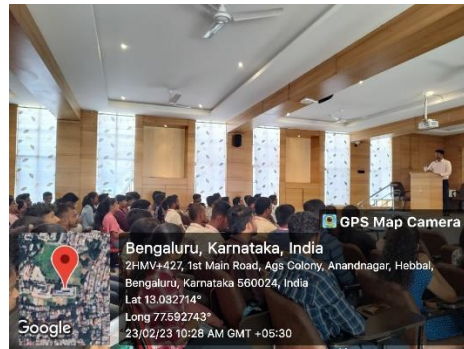 GPS Map Camera
Bengaluru, Karnataka, India
2HMV+427, 1st Main Road, Ags Colony, Anandnagar, Hebbal,
Bengaluru, Karnataka 560024, India
Lat 13.032714°
Long 77.592743°
23/02/23 10:28 AM GMT +05:30
Google